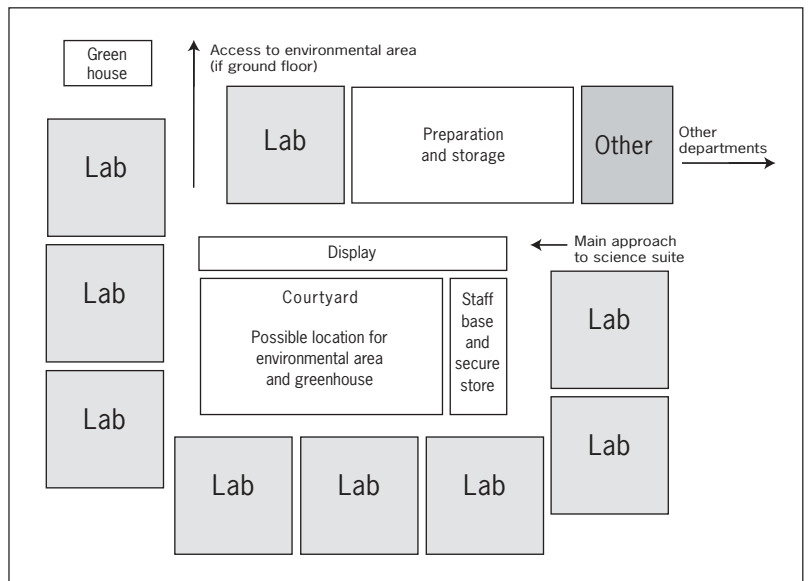 Green
house
Access to environmental area
(if ground floor)
Lab
Lab
Preparation
and storage
Other
Other
departments
Display
Main approach
to science suite
Lab
Courtyard
Possible location for
environmental area
and greenhouse
Staff
base
and
secure
store
Lab
Lab
Lab
Lab
Lab
Lab
Lab